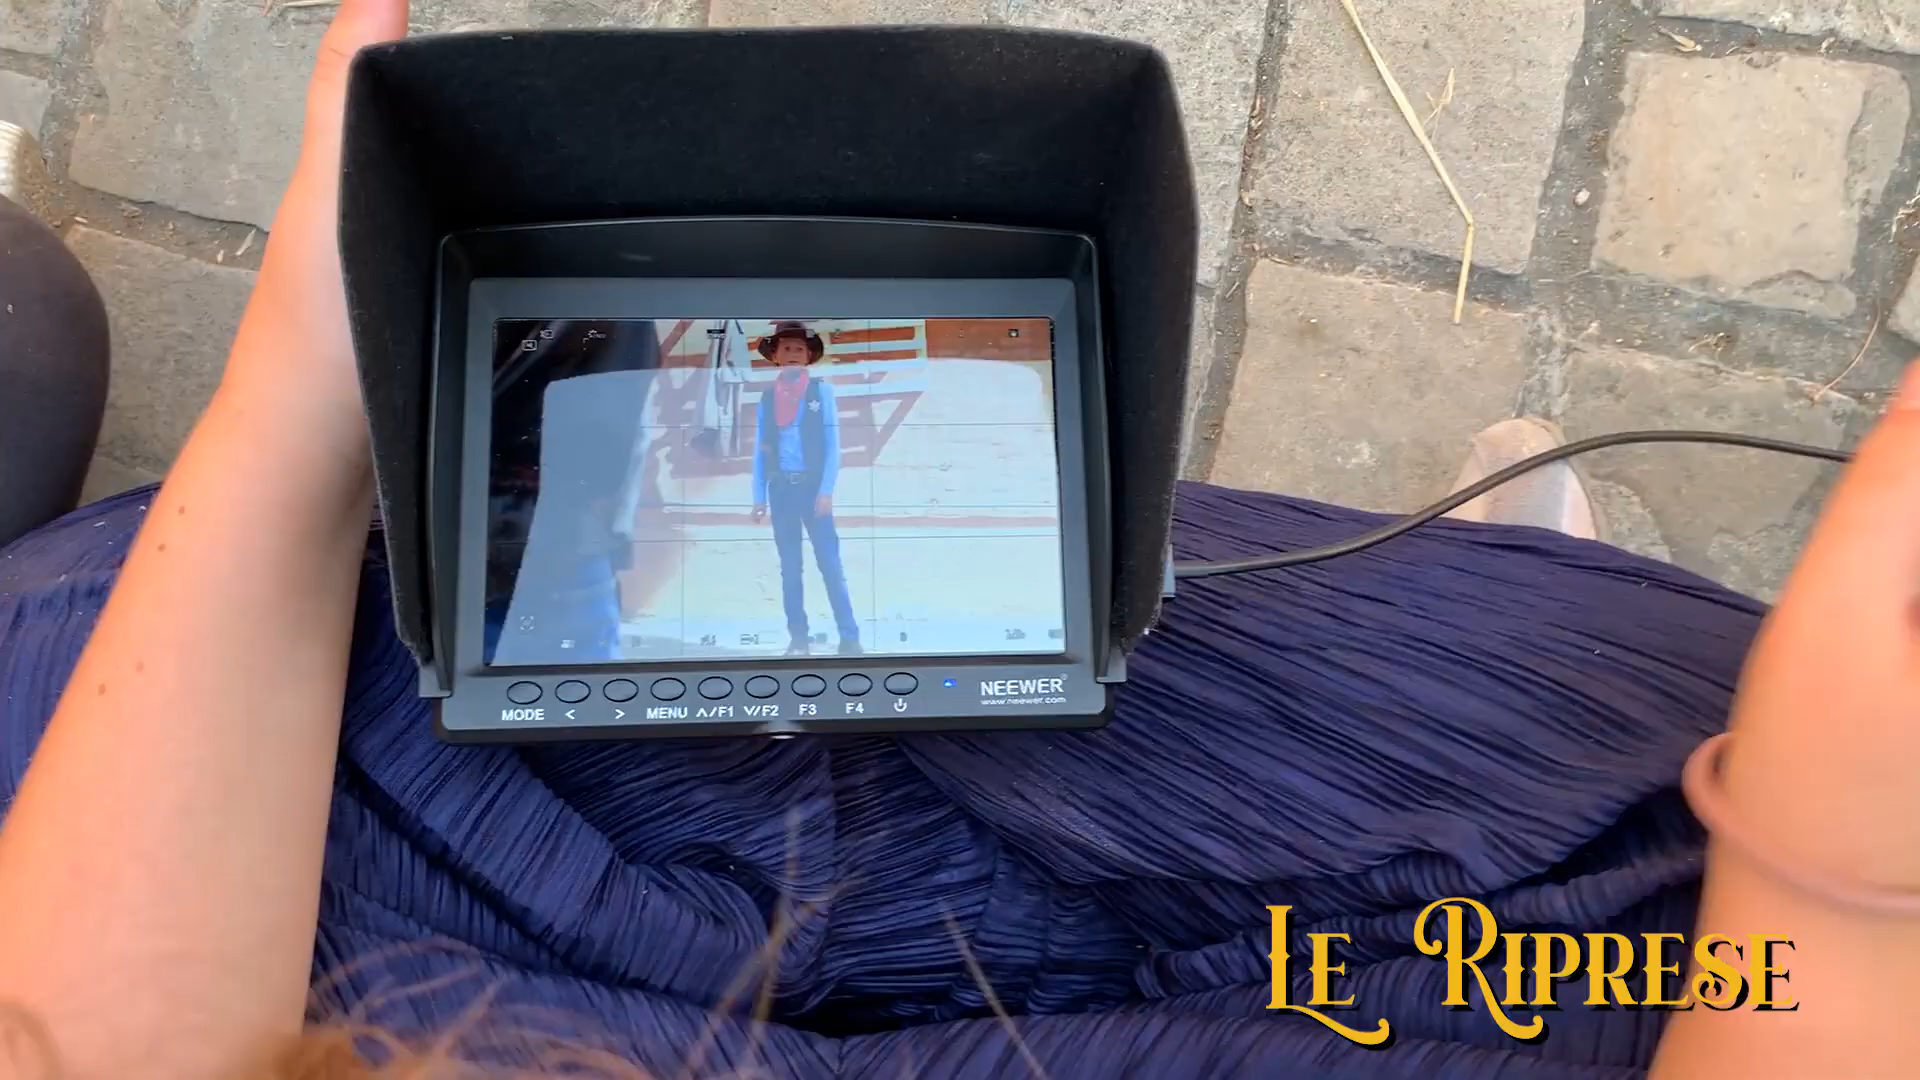 MODE < > MENU ∧/F1 ∨/F2 F3 F4
NEEWER
www.neewer.com
LE RIPRESE